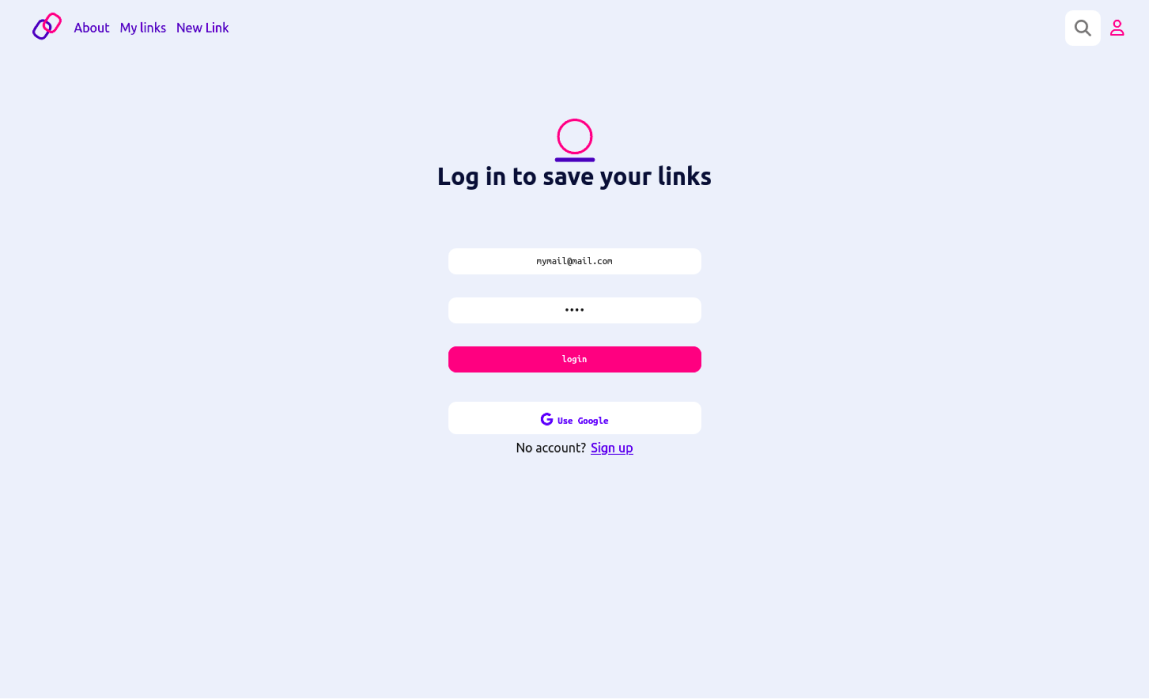 About My links New Link
Log in to save your links
mymail@mail.com
••••
login
Use Google
No account? Sign up